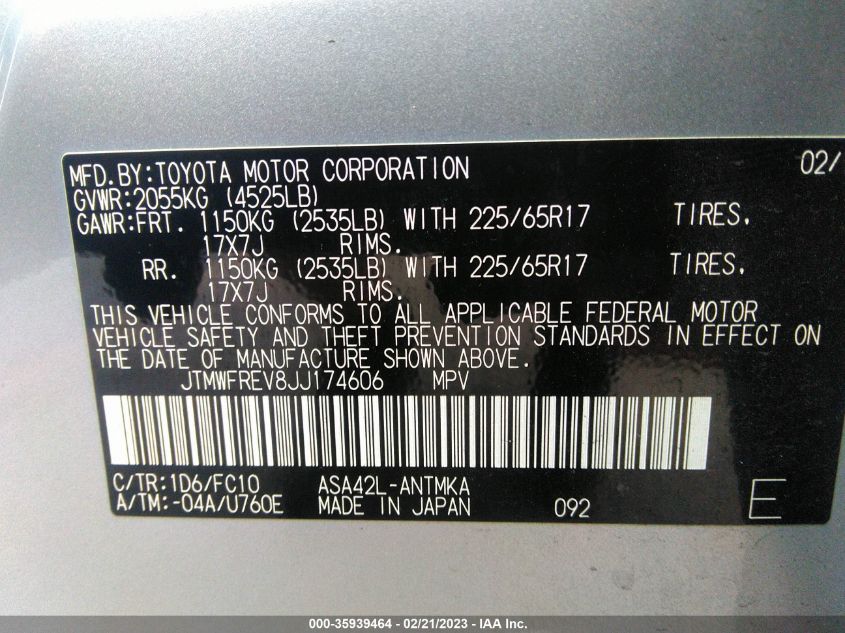 MFD.BY:TOYOTA MOTOR CORPORATION 02/
GVWR:2055KG (4525LB)
GAWR:FRT. 1150KG (2535LB) WITH 225/65R17 TIRES,
17X7J RIMS.
RR. 1150KG (2535LB) WITH 225/65R17 TIRES,
17X7J RIMS.
THIS VEHICLE CONFORMS TO ALL APPLICABLE FEDERAL MOTOR
VEHICLE SAFETY AND THEFT PREVENTION STANDARDS IN EFFECT ON
THE DATE OF MANUFACTURE SHOWN ABOVE.
JTMWFREV8JJ174606 MPV
C/TR:1D6/FC10 ASA42L-ANTMKA
A/TM:-04A/U760E MADE IN JAPAN 092 E
000-35939464 - 02/21/2023 - IAA Inc.